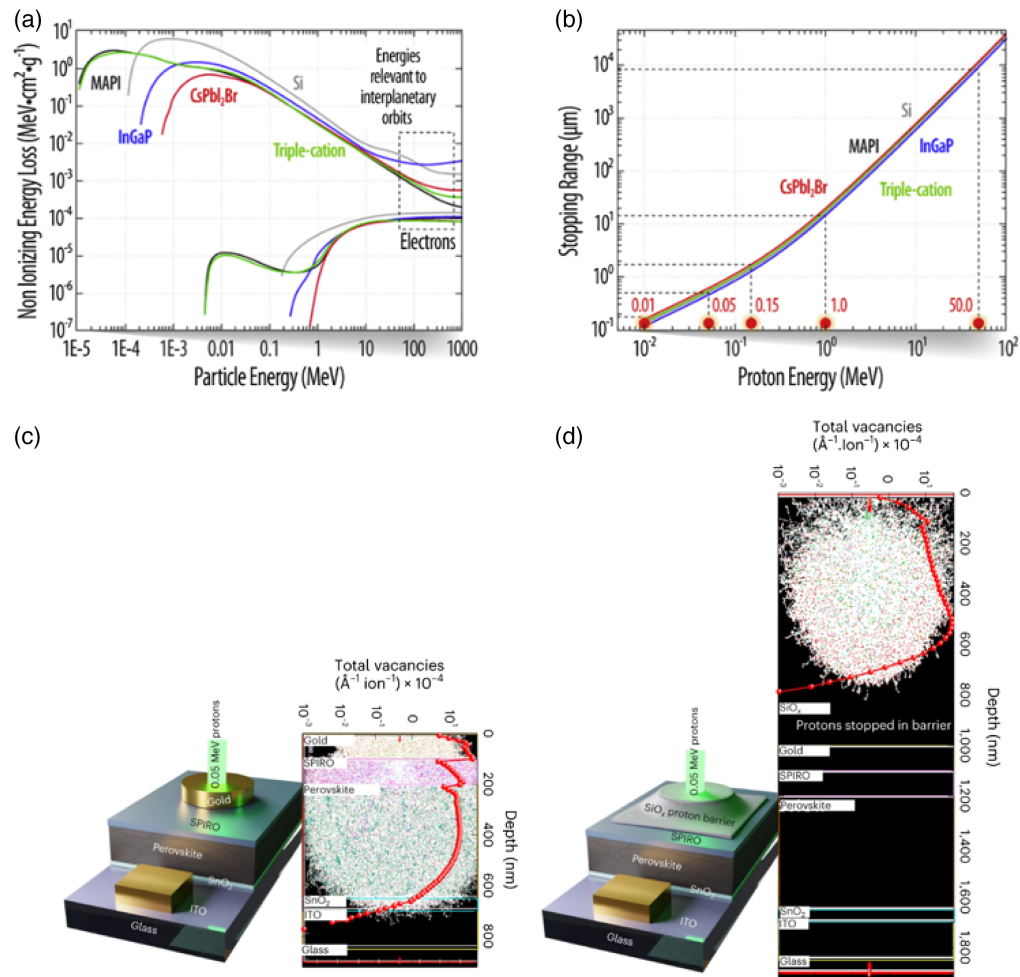 (a)
Non Ionizing Energy Loss (MeV•cm²•g⁻¹)
10¹
10⁰
10⁻¹
10⁻²
10⁻³
10⁻⁴
10⁻⁵
10⁻⁶
10⁻⁷
MAPI
InGaP
CsPbI₂Br
Si
Triple-cation
Energies
relevant to
interplanetary
orbits
Electrons
1E-5 1E-4 1E-3 0.01 0.1 1 10 100 1000
Particle Energy (MeV)
(b)
Stopping Range (µm)
10⁴
10³
10²
10¹
10⁰
10⁻¹
Si
MAPI
InGaP
CsPbI₂Br
Triple-cation
0.01 0.05 0.15 1.0 50.0
10⁻² 10⁻¹ 10⁰ 10¹ 10²
Proton Energy (MeV)
(c)
0.05 MeV protons
Gold
SPIRO
Perovskite
SnO₂
ITO
Glass
Total vacancies
(Å⁻¹ ion⁻¹) × 10⁻⁴
10⁻³ 10⁻² 10⁻¹ 0 10¹
Gold
SPIRO
Perovskite
SnO₂
ITO
Glass
0
200
400
600
800
Depth (nm)
(d)
0.05 MeV protons
SiOₓ proton barrier
SPIRO
Perovskite
SnO₂
ITO
Glass
Total vacancies
(Å⁻¹.Ion⁻¹) × 10⁻⁴
10⁻³ 10⁻² 10⁻¹ 0 10¹
SiOₓ
Protons stopped in barrier
Gold
SPIRO
Perovskite
SnO₂
ITO
Glass
0
200
400
600
800
1,000
1,200
1,400
1,600
1,800
Depth (nm)